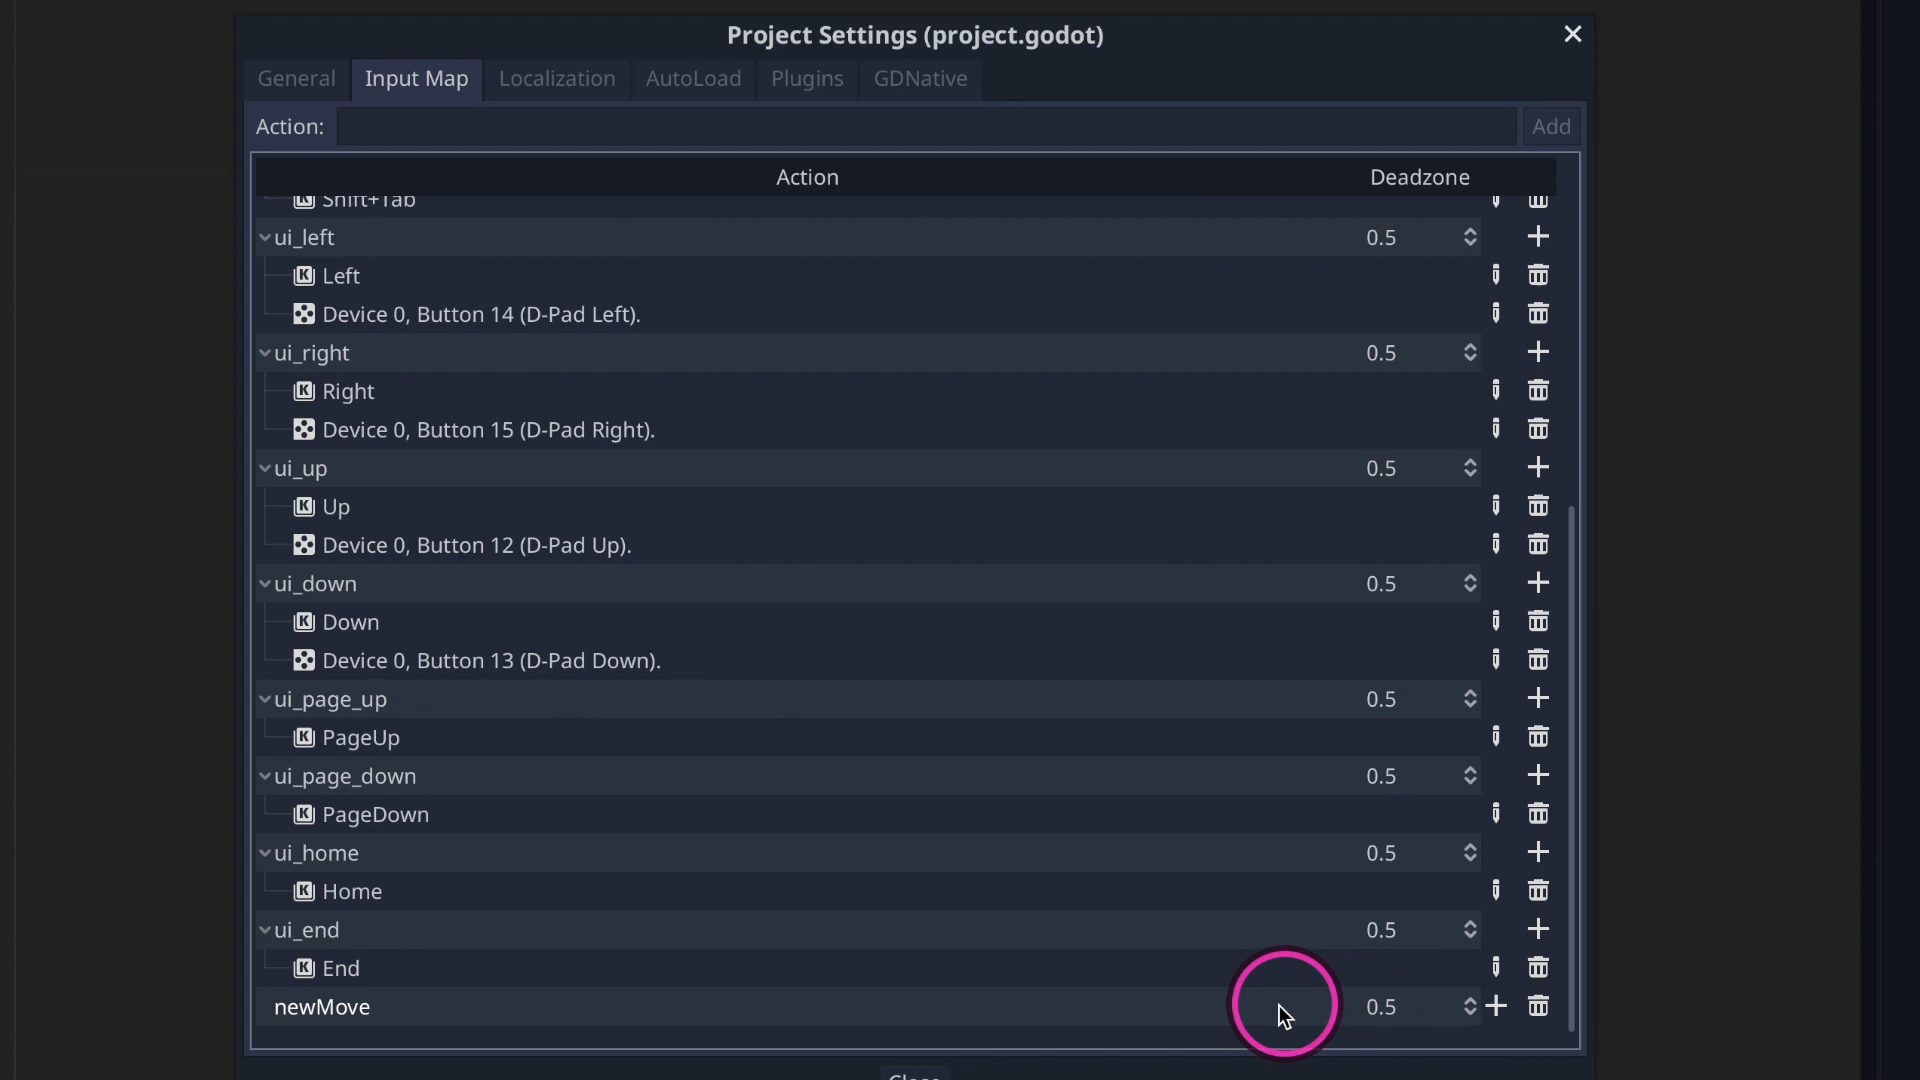 Project Settings (project.godot)
General Input Map Localization AutoLoad Plugins GDNative
Action: Add
Action Deadzone
Shift+Tab
ui_left 0.5
Left
Device 0, Button 14 (D-Pad Left).
ui_right 0.5
Right
Device 0, Button 15 (D-Pad Right).
ui_up 0.5
Up
Device 0, Button 12 (D-Pad Up).
ui_down 0.5
Down
Device 0, Button 13 (D-Pad Down).
ui_page_up 0.5
PageUp
ui_page_down 0.5
PageDown
ui_home 0.5
Home
ui_end 0.5
End
newMove 0.5
Close